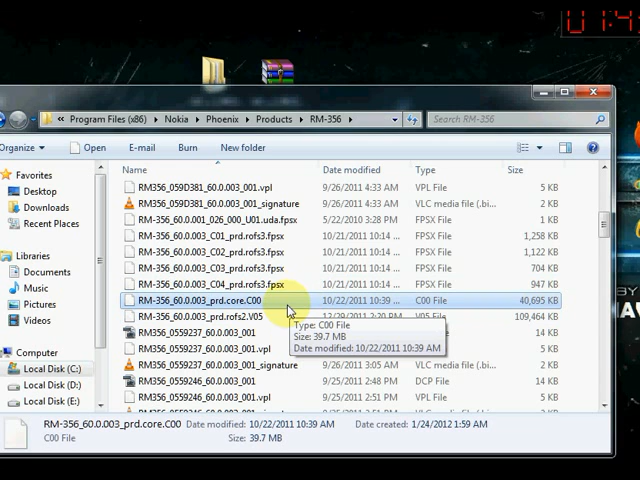 « Program Files (x86) ▸ Nokia ▸ Phoenix ▸ Products ▸ RM-356 ▸ Search RM-356
Organize Open E-mail Burn New folder
Name Date modified Type Size
Favorites
Desktop
Downloads
Recent Places
Libraries
Documents
Music
Pictures
Videos
Computer
Local Disk (C:)
Local Disk (D:)
Local Disk (E:)
RM356_059D381_60.0.003_001.vpl 9/26/2011 4:33 AM VPL File 5 KB
RM356_059D381_60.0.003_001_signature 9/26/2011 4:33 AM VLC media file (.bi... 2 KB
RM-356_60.0.001_026_000_U01.uda.fpsx 5/22/2010 3:28 PM FPSX File 1 KB
RM-356_60.0.003_C01_prd.rofs3.fpsx 10/21/2011 10:14 ... FPSX File 1,258 KB
RM-356_60.0.003_C02_prd.rofs3.fpsx 10/21/2011 10:14 ... FPSX File 1,122 KB
RM-356_60.0.003_C03_prd.rofs3.fpsx 10/21/2011 10:14 ... FPSX File 704 KB
RM-356_60.0.003_C04_prd.rofs3.fpsx 10/21/2011 10:14 ... FPSX File 947 KB
RM-356_60.0.003_prd.core.C00 10/22/2011 10:39 ... C00 File 40,695 KB
RM-356_60.0.003_prd.rofs2.V05 12/29/2011 2:20 PM V05 File 109,464 KB
RM356_0559237_60.0.003_001 14 KB
RM356_0559237_60.0.003_001.vpl 5 KB
RM356_0559237_60.0.003_001_signature 9/26/2011 3:05 AM VLC media file (.bi... 2 KB
RM356_0559246_60.0.003_001 9/25/2011 2:48 PM DCP File 14 KB
RM356_0559246_60.0.003_001.vpl 9/25/2011 2:51 PM VPL File 5 KB
Type: C00 File
Size: 39.7 MB
Date modified: 10/22/2011 10:39 AM
RM-356_60.0.003_prd.core.C00 Date modified: 10/22/2011 10:39 AM Date created: 1/24/2012 1:59 AM
C00 File Size: 39.7 MB
BY